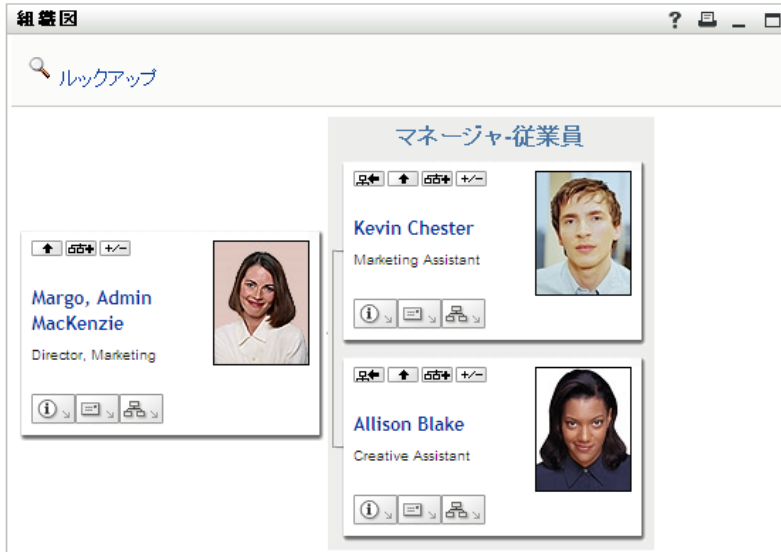 組織図
?
ルックアップ
マネージャ-従業員
+/−
Kevin Chester
Marketing Assistant
+/−
Margo, Admin
MacKenzie
Director, Marketing
+/−
Allison Blake
Creative Assistant